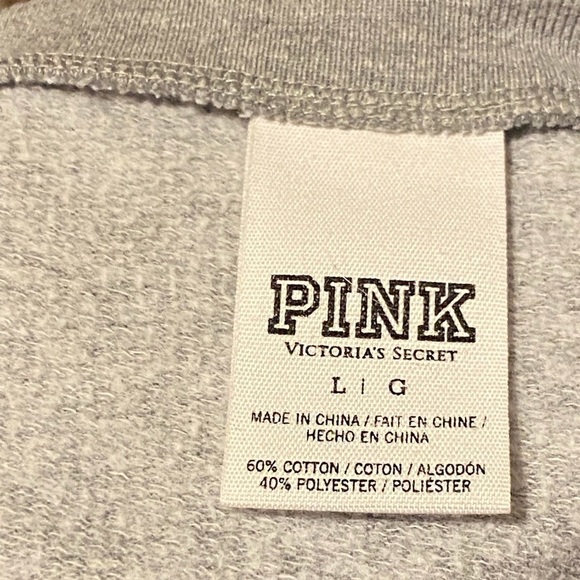 PINK
VICTORIA'S SECRET
L | G
MADE IN CHINA / FAIT EN CHINE /
HECHO EN CHINA
60% COTTON / COTON / ALGODÓN
40% POLYESTER / POLIÉSTER